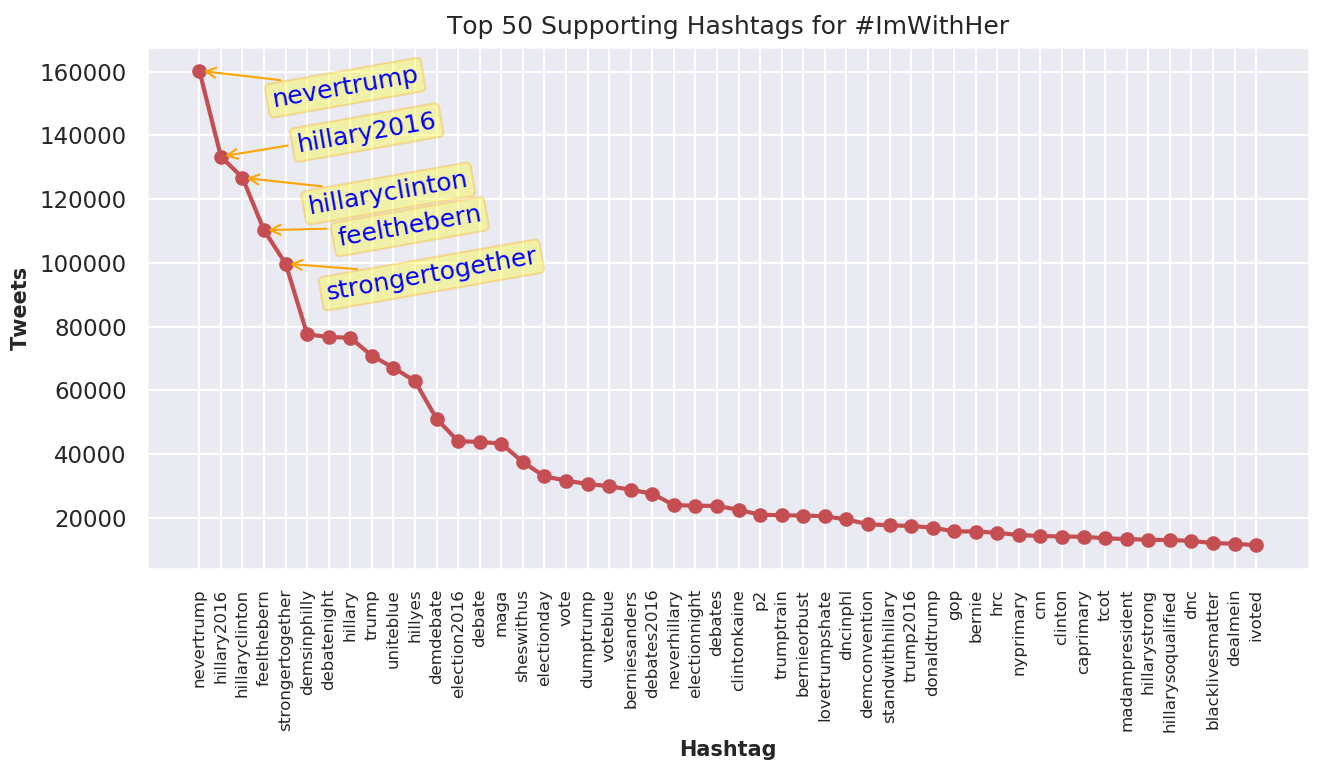 Top 50 Supporting Hashtags for #ImWithHer
Tweets
160000
140000
120000
100000
80000
60000
40000
20000
nevertrump
hillary2016
hillaryclinton
feelthebern
strongertogether
nevertrump
hillary2016
hillaryclinton
feelthebern
strongertogether
demsinphilly
debatenight
hillary
trump
uniteblue
hillyes
demdebate
election2016
debate
maga
sheswithus
electionday
vote
dumptrump
voteblue
berniesanders
debates2016
neverhillary
electionnight
debates
clintonkaine
p2
trumptrain
bernieorbust
lovetrumpshate
dncinphl
demconvention
standwithhillary
trump2016
donaldtrump
gop
bernie
hrc
nyprimary
cnn
clinton
caprimary
tcot
madampresident
hillarystrong
hillarysoqualified
dnc
blacklivesmatter
dealmein
ivoted
Hashtag